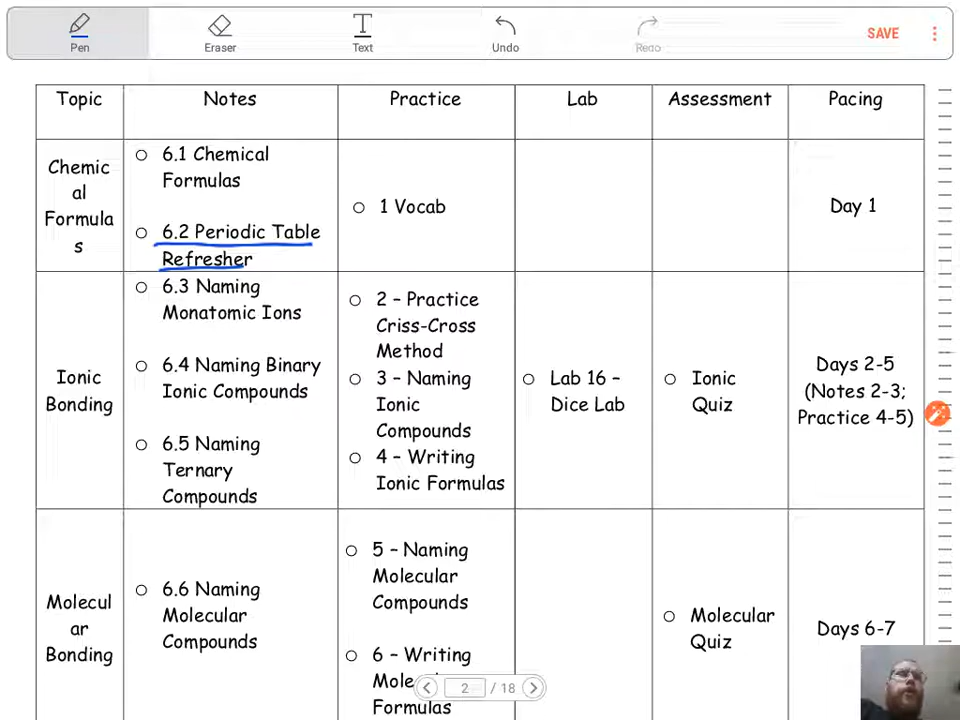 Pen
Eraser
Text
Undo
Redo
SAVE
Topic
Notes
Practice
Lab
Assessment
Pacing
Chemic
al
Formula
s
6.1 Chemical
Formulas
6.2 Periodic Table
Refresher
1 Vocab
Day 1
Ionic
Bonding
6.3 Naming
Monatomic Ions
6.4 Naming Binary
Ionic Compounds
6.5 Naming
Ternary
Compounds
2 – Practice
Criss-Cross
Method
3 – Naming
Ionic
Compounds
4 – Writing
Ionic Formulas
Lab 16 –
Dice Lab
Ionic
Quiz
Days 2-5
(Notes 2-3;
Practice 4-5)
Molecul
ar
Bonding
6.6 Naming
Molecular
Compounds
5 – Naming
Molecular
Compounds
6 – Writing
Formulas
Molecular
Quiz
Days 6-7
2 / 18